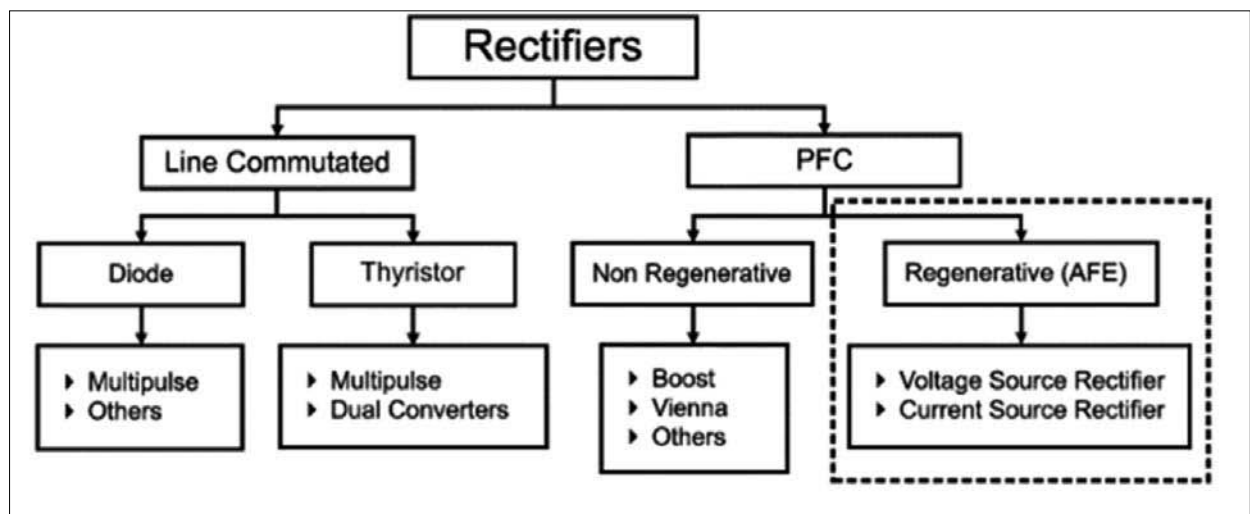 Rectifiers
Line Commutated
PFC
Diode
Thyristor
Non Regenerative
Regenerative (AFE)
Multipulse
Others
Multipulse
Dual Converters
Boost
Vienna
Others
Voltage Source Rectifier
Current Source Rectifier